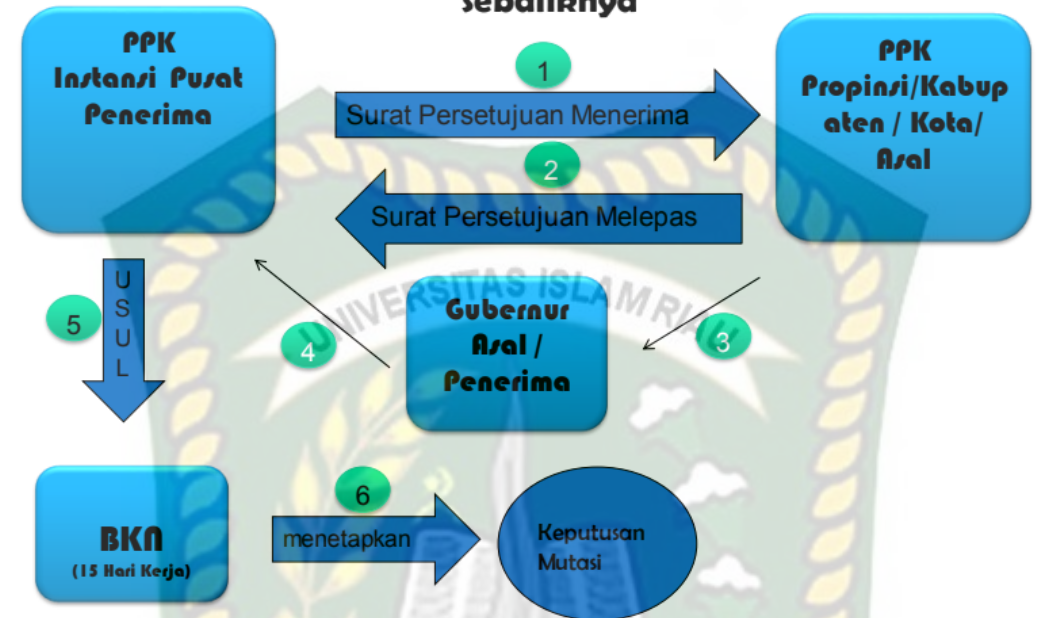 sebaliknya
PPK
Instansi Pusat
Penerima
1
Surat Persetujuan Menerima
PPK
Propinsi/Kabup
aten / Kota/
Asal
2
Surat Persetujuan Melepas
UNIVERSITAS ISLAM RIAU
Gubernur
Asal /
Penerima
3
4
5
U
S
U
L
BKN
(15 Hari Kerja)
6
menetapkan
Keputusan
Mutasi